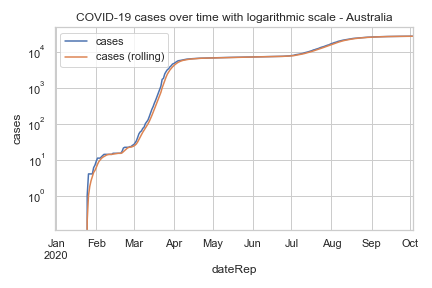 COVID-19 cases over time with logarithmic scale - Australia
cases
cases (rolling)
10^4
10^3
10^2
10^1
10^0
cases
Jan Feb Mar Apr May Jun Jul Aug Sep Oct
2020
dateRep